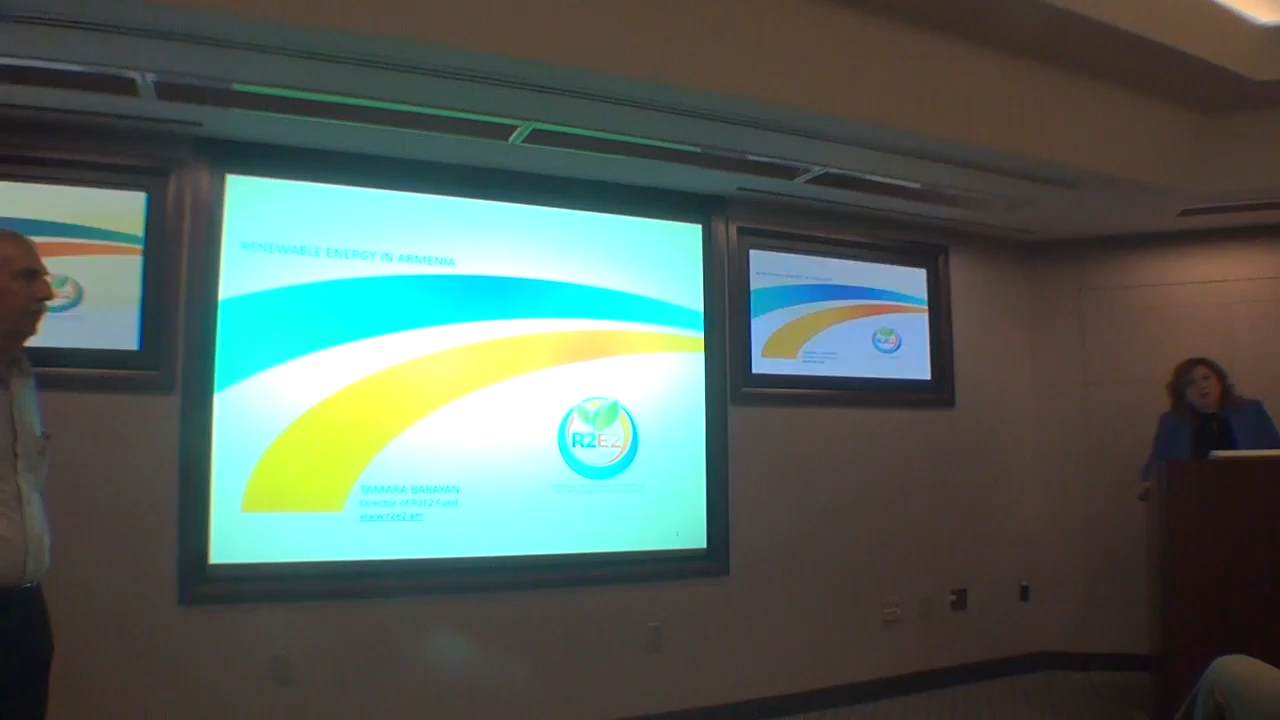 RENEWABLE ENERGY IN ARMENIA
R2E2
TAMARA BABAYAN
Director of R2E2 Fund
www.r2e2.am